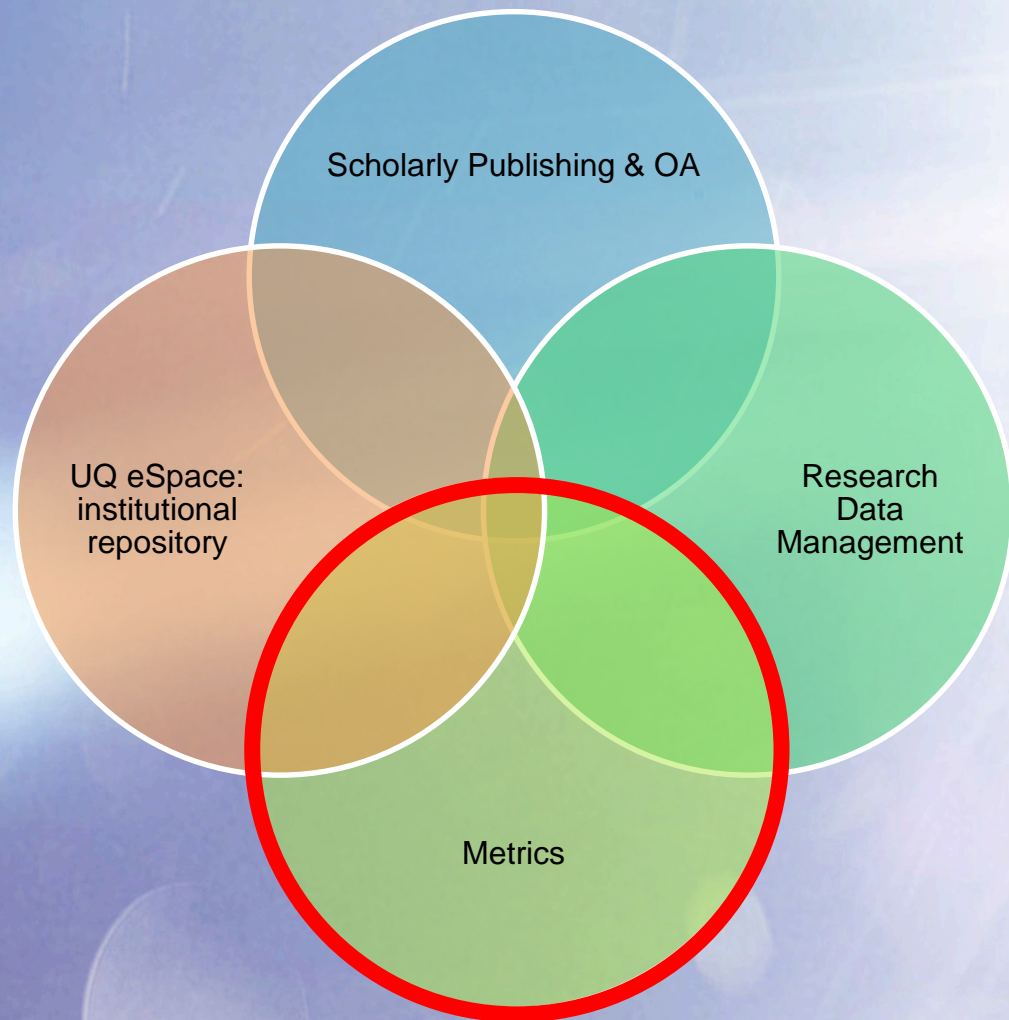 Scholarly Publishing & OA
UQ eSpace:
institutional
repository
Research
Data
Management
Metrics